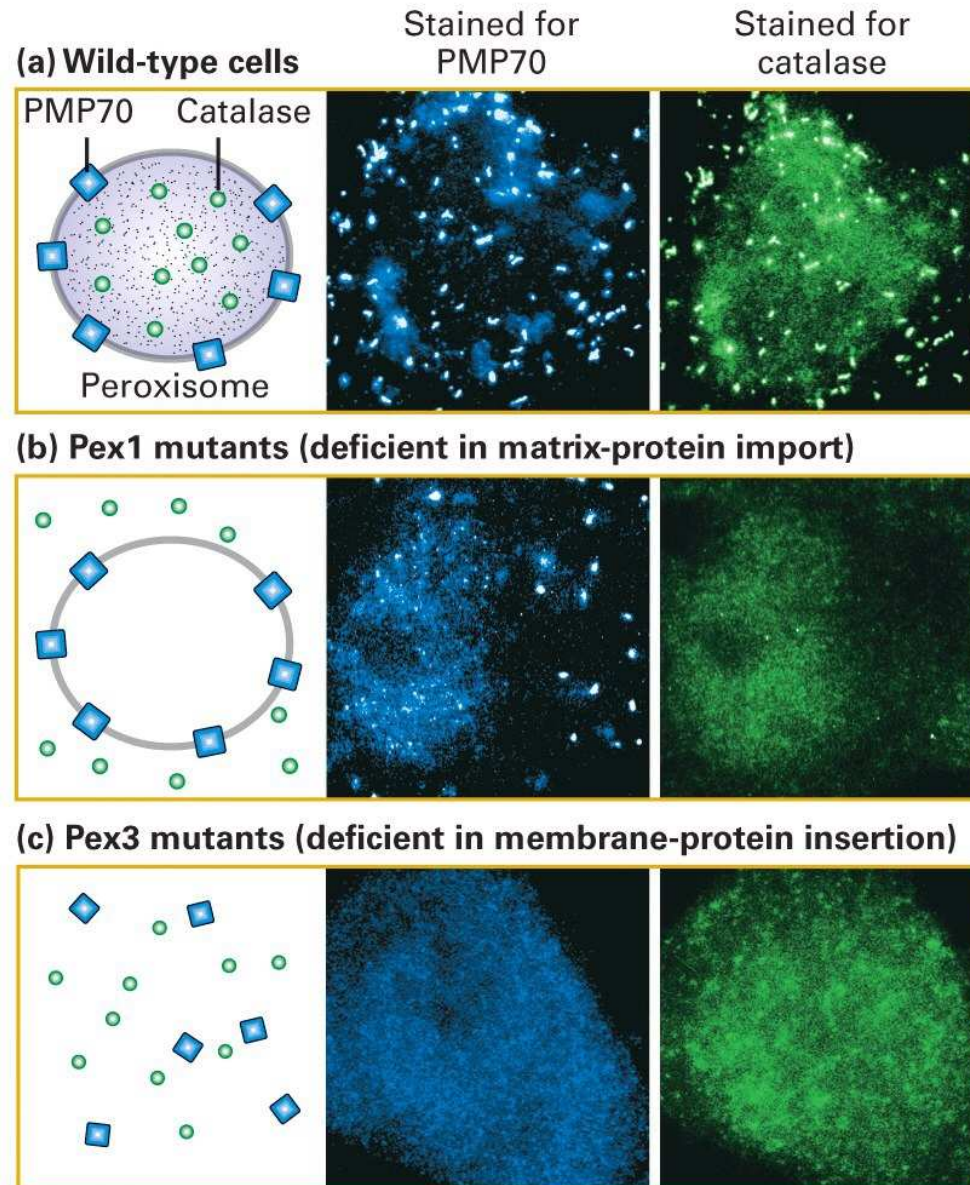 Stained for
PMP70
Stained for
catalase
(a) Wild-type cells
PMP70
Catalase
Peroxisome
(b) Pex1 mutants (deficient in matrix-protein import)
(c) Pex3 mutants (deficient in membrane-protein insertion)